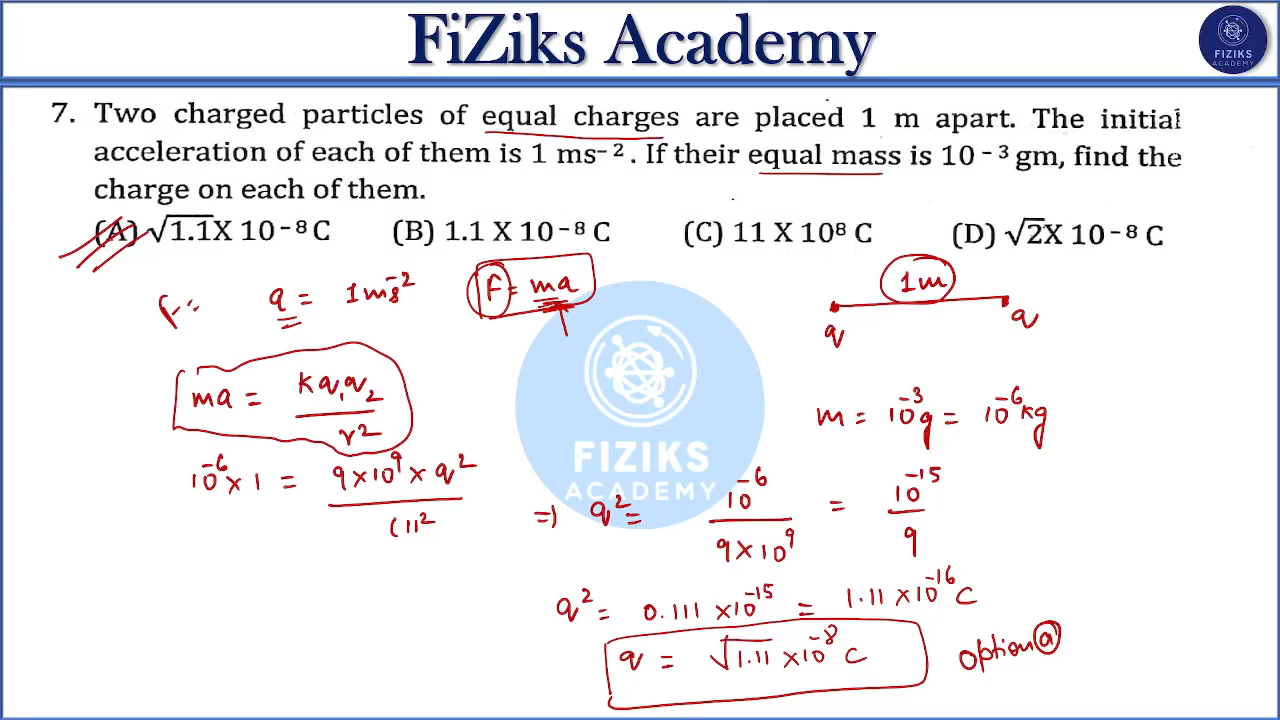 FiZiks Academy
FIZIKS
ACADEMY
7. Two charged particles of equal charges are placed 1 m apart. The initial
acceleration of each of them is 1 ms⁻². If their equal mass is 10⁻³ gm, find the
charge on each of them.
(A) √1.1 X 10⁻⁸ C (B) 1.1 X 10⁻⁸ C (C) 11 X 10⁸ C (D) √2 X 10⁻⁸ C
a = 1ms⁻²
F = ma
1m
q q
ma = kq₁q₂/r²
m = 10⁻³g = 10⁻⁶kg
FIZIKS
ACADEMY
10⁻⁶ × 1 = 9×10⁹ × q²/(1)²
⇒ q² = 10⁻⁶/9×10⁹ = 10⁻¹⁵/9
q² = 0.111 ×10⁻¹⁵ = 1.11 ×10⁻¹⁶ C
q = √1.11 ×10⁻⁸ C option a